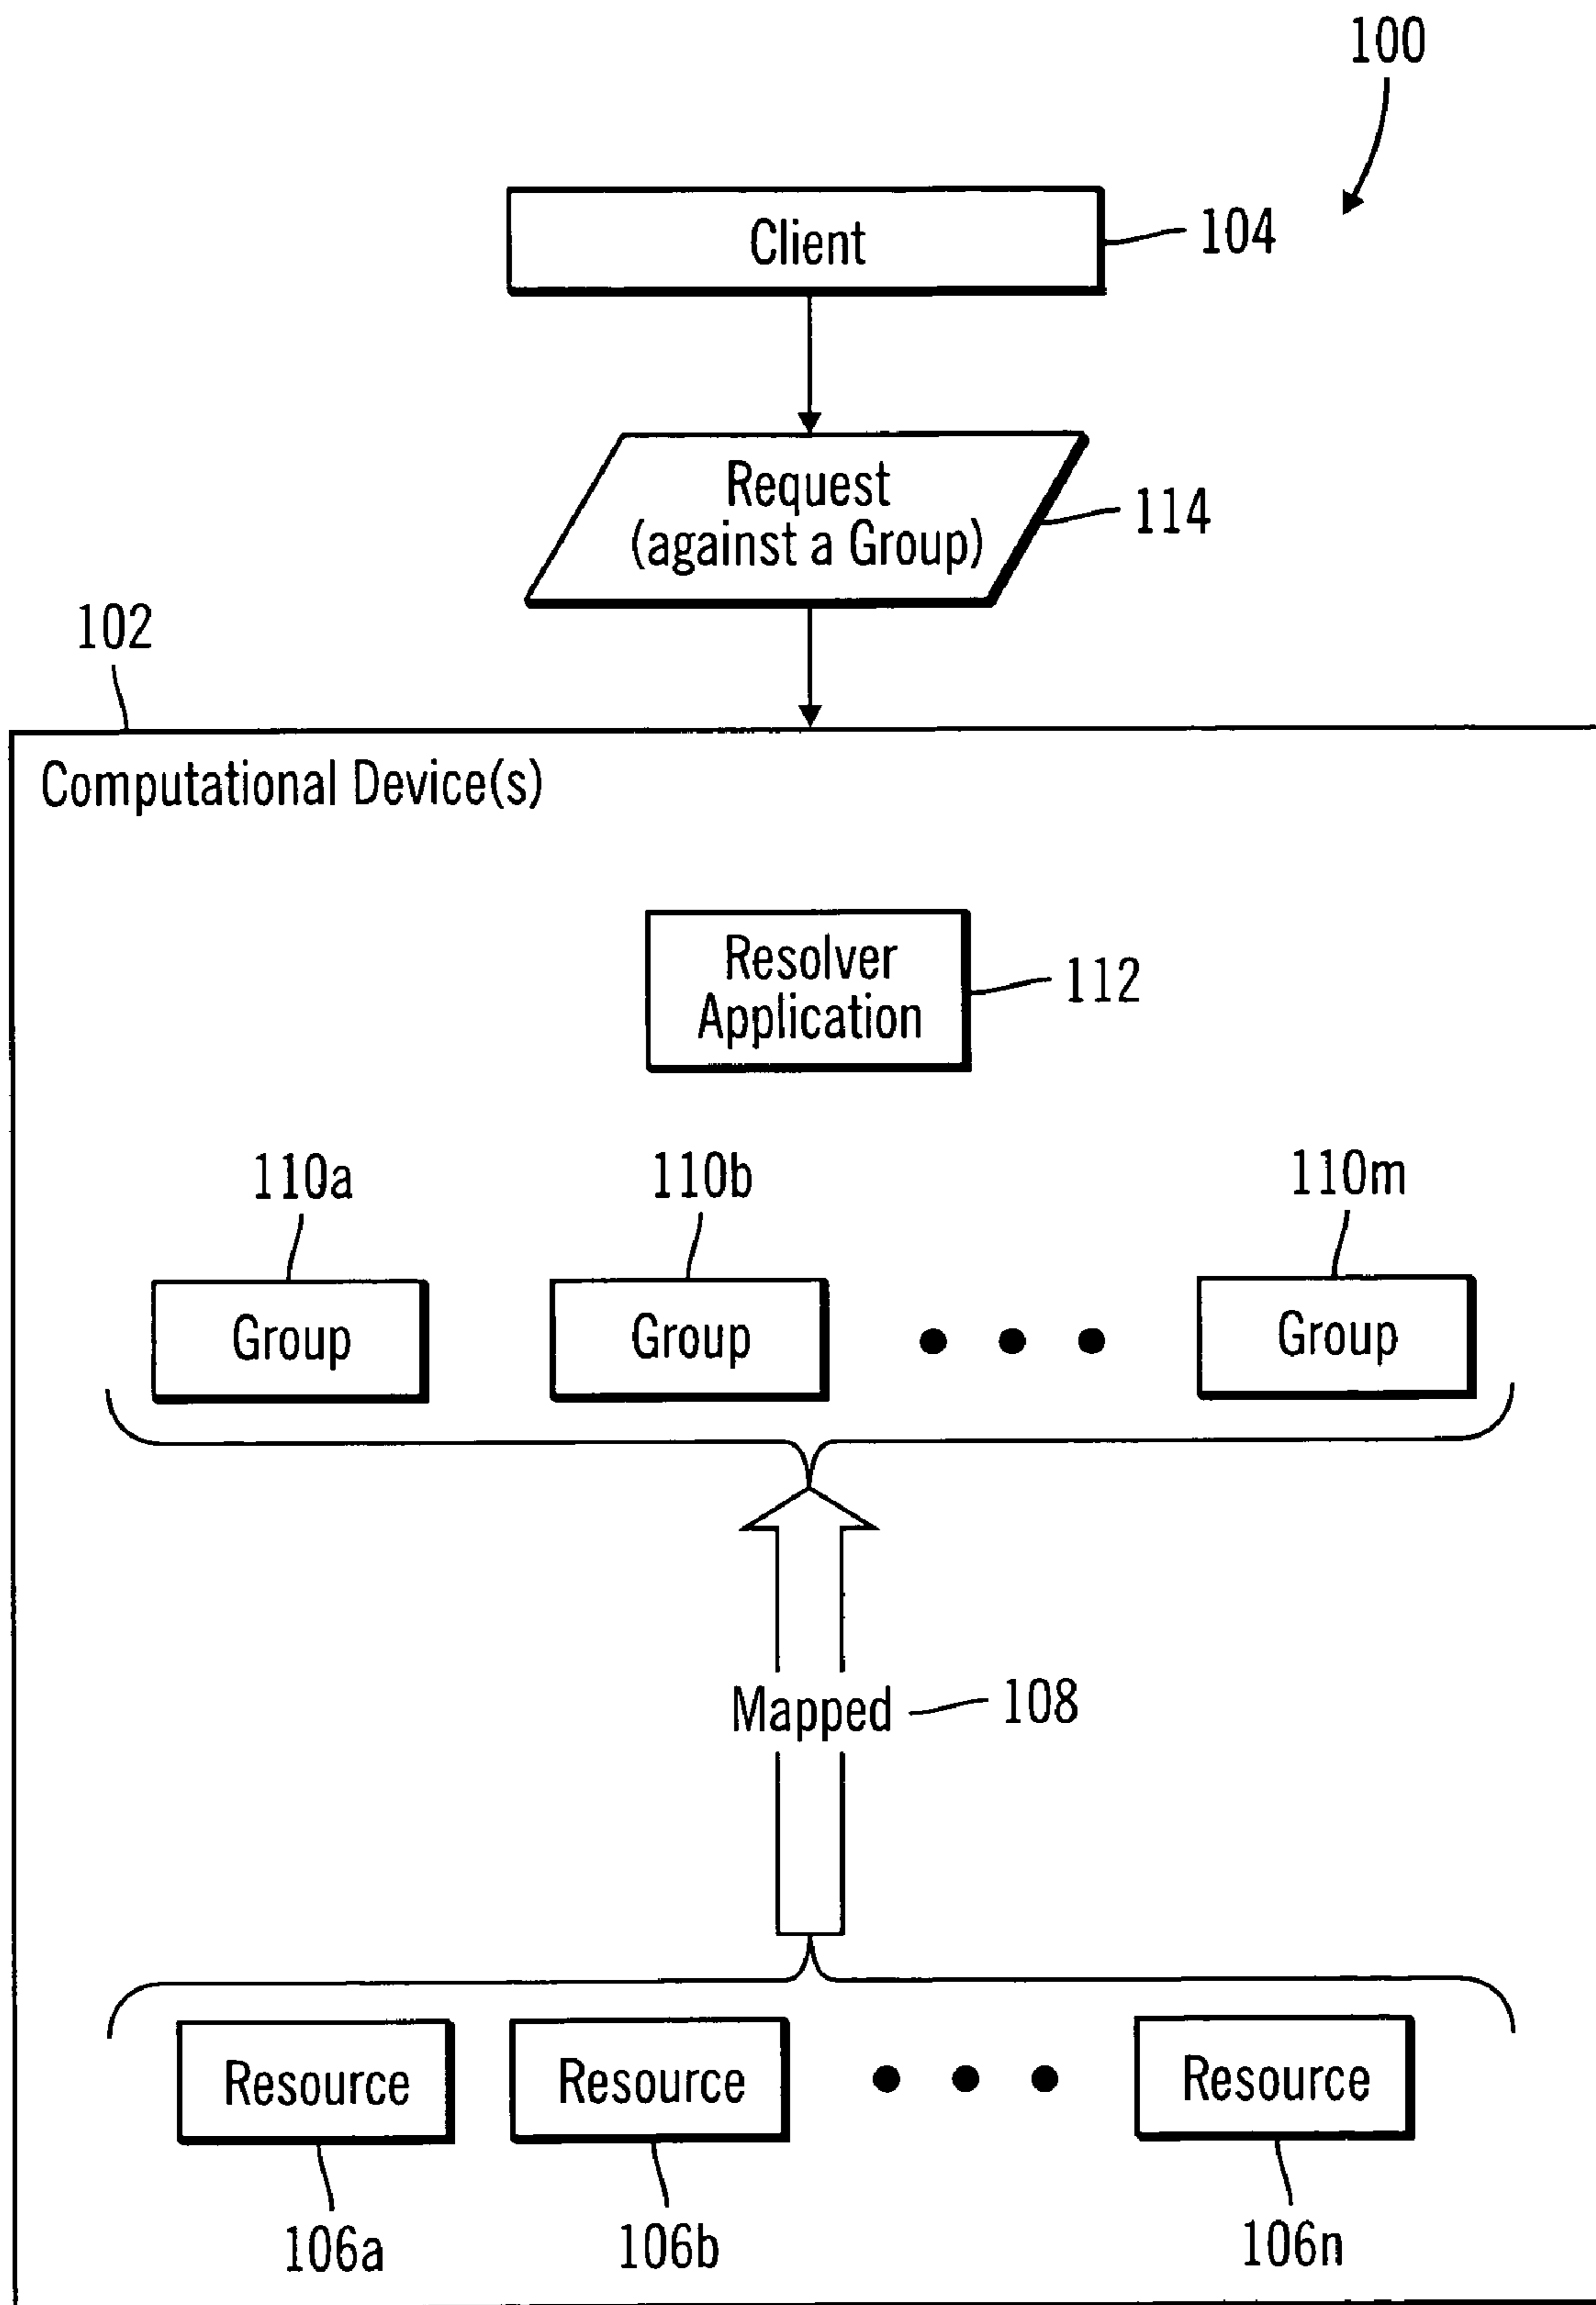 100
Client
104
Request
(against a Group)
114
102
Computational Device(s)
Resolver
Application
112
110a
110b
110m
Group
Group
Group
Mapped
108
Resource
Resource
Resource
106a
106b
106n